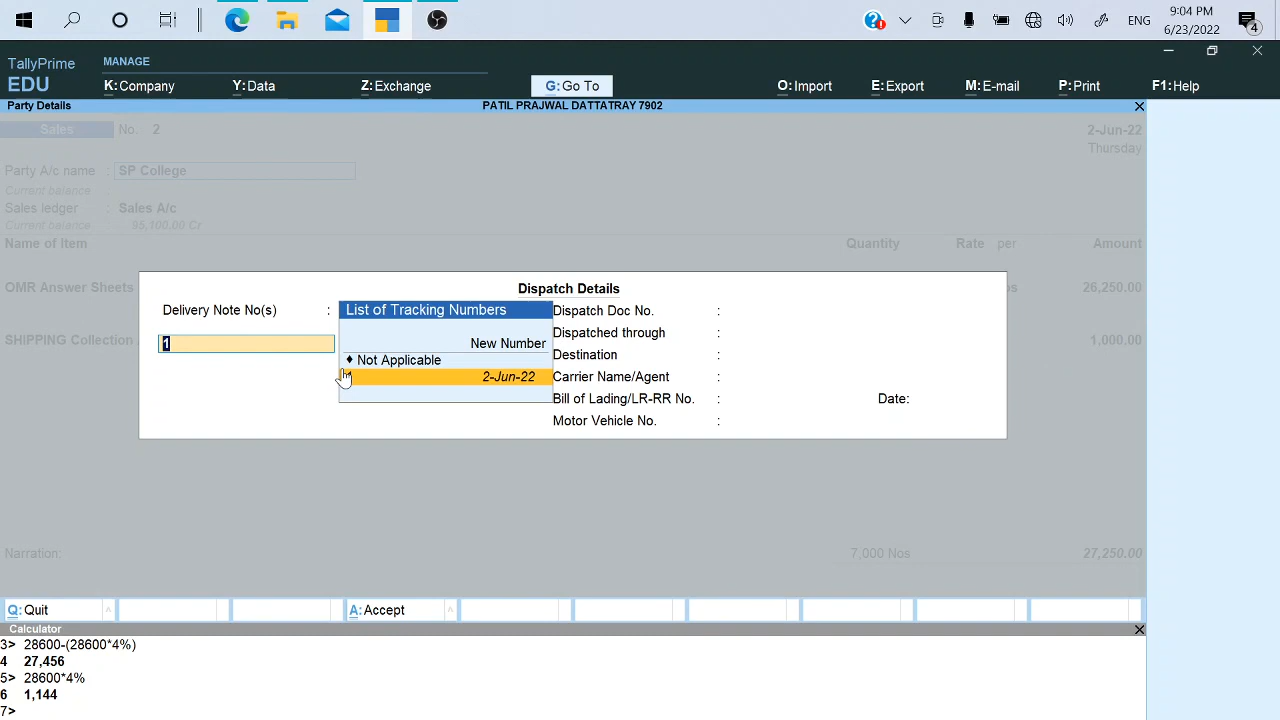 ENG
9:04 PM
6/23/2022
4
TallyPrime
EDU
MANAGE
K:Company
Y:Data
Z:Exchange
G:Go To
O:Import
E:Export
M:E-mail
P:Print
F1:Help
Party Details
PATIL PRAJWAL DATTATRAY 7902
Sales No. 2
2-Jun-22
Thursday
Party A/c name : SP College
Current balance :
Sales ledger : Sales A/c
Current balance : 95,100.00 Cr
Name of Item Quantity Rate per Amount
OMR Answer Sheets 26,250.00
SHIPPING Collection 1,000.00
Dispatch Details
Delivery Note No(s) :
1
List of Tracking Numbers
New Number
♦ Not Applicable
2-Jun-22
Dispatch Doc No. :
Dispatched through :
Destination :
Carrier Name/Agent :
Bill of Lading/LR-RR No. : Date:
Motor Vehicle No. :
Narration: 7,000 Nos 27,250.00
Q:Quit
A:Accept
Calculator
3> 28600-(28600*4%)
4 27,456
5> 28600*4%
6 1,144
7>